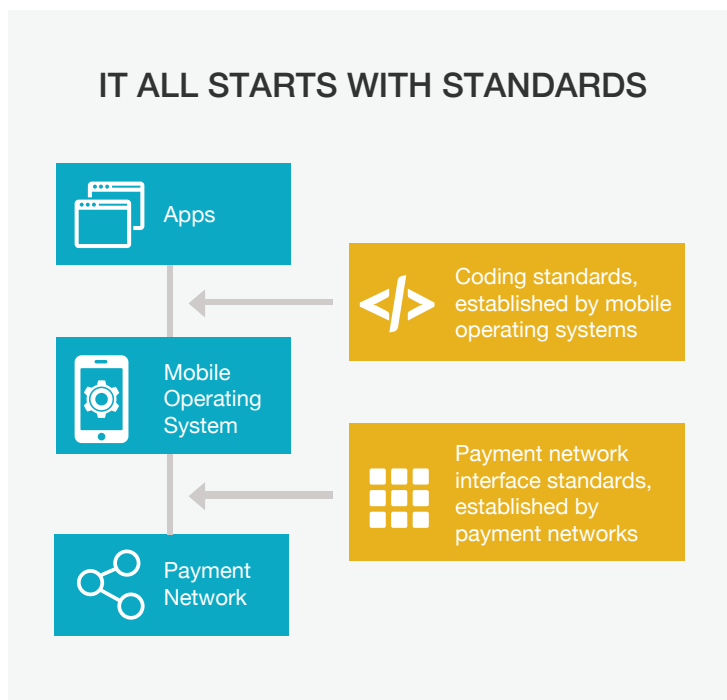 IT ALL STARTS WITH STANDARDS
Apps
Coding standards,
established by mobile
operating systems
</>
Mobile
Operating
System
Payment network
interface standards,
established by
payment networks
Payment
Network